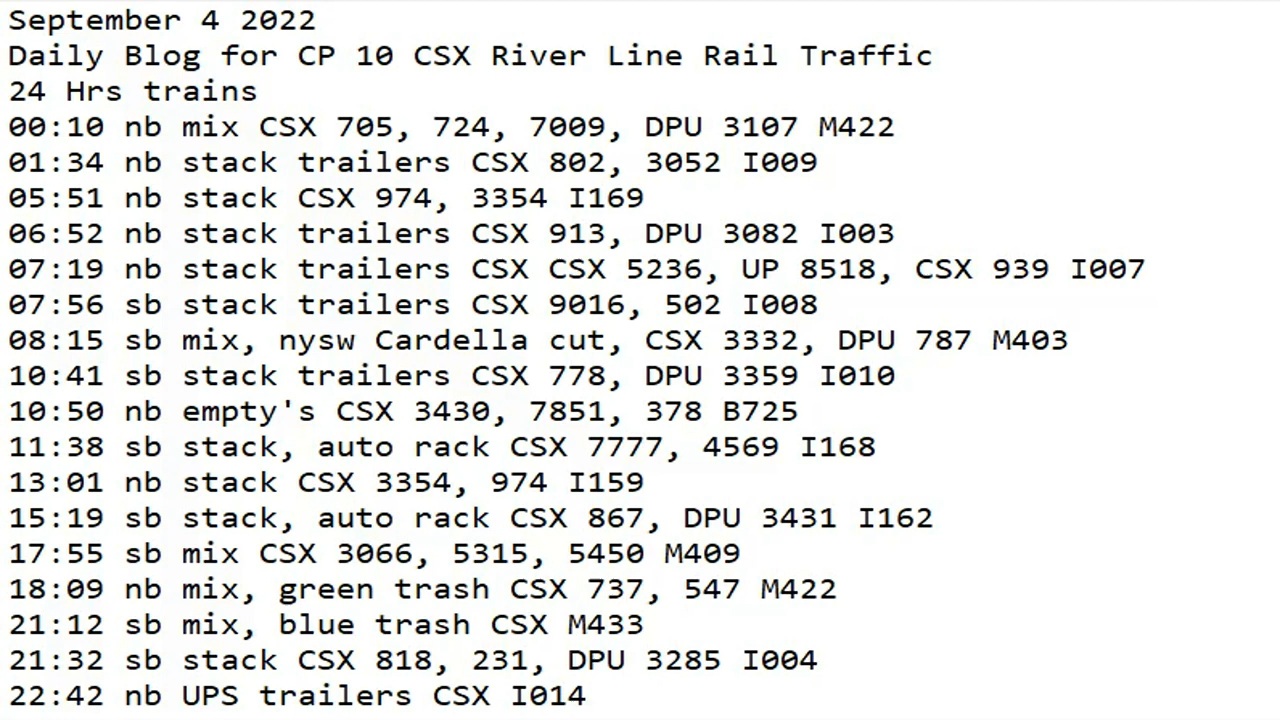 September 4 2022
Daily Blog for CP 10 CSX River Line Rail Traffic
24 Hrs trains
00:10 nb mix CSX 705, 724, 7009, DPU 3107 M422
01:34 nb stack trailers CSX 802, 3052 I009
05:51 nb stack CSX 974, 3354 I169
06:52 nb stack trailers CSX 913, DPU 3082 I003
07:19 nb stack trailers CSX CSX 5236, UP 8518, CSX 939 I007
07:56 sb stack trailers CSX 9016, 502 I008
08:15 sb mix, nysw Cardella cut, CSX 3332, DPU 787 M403
10:41 sb stack trailers CSX 778, DPU 3359 I010
10:50 nb empty's CSX 3430, 7851, 378 B725
11:38 sb stack, auto rack CSX 7777, 4569 I168
13:01 nb stack CSX 3354, 974 I159
15:19 sb stack, auto rack CSX 867, DPU 3431 I162
17:55 sb mix CSX 3066, 5315, 5450 M409
18:09 nb mix, green trash CSX 737, 547 M422
21:12 sb mix, blue trash CSX M433
21:32 sb stack CSX 818, 231, DPU 3285 I004
22:42 nb UPS trailers CSX I014